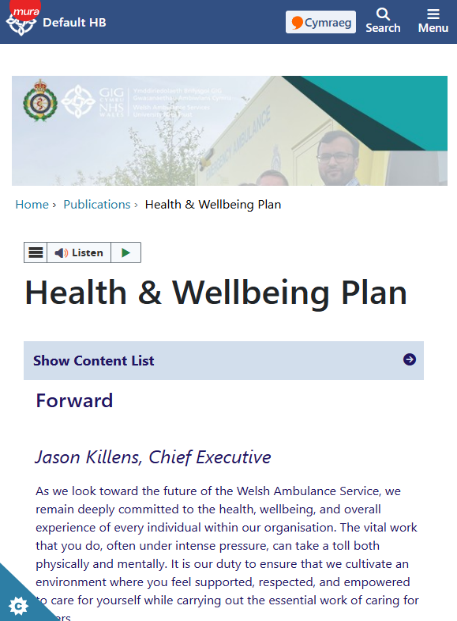 mura
Default HB
Cymraeg
Search
Menu
GIG
CYMRU
NHS
WALES
EMERGENCY AMBULANCE
Home › Publications › Health & Wellbeing Plan
Listen
Health & Wellbeing Plan
Show Content List
Forward
Jason Killens, Chief Executive
As we look toward the future of the Welsh Ambulance Service, we
remain deeply committed to the health, wellbeing, and overall
experience of every individual within our organisation. The vital work
that you do, often under intense pressure, can take a toll both
physically and mentally. It is our duty to ensure that we cultivate an
environment where you feel supported, respected, and empowered
to care for yourself while carrying out the essential work of caring for